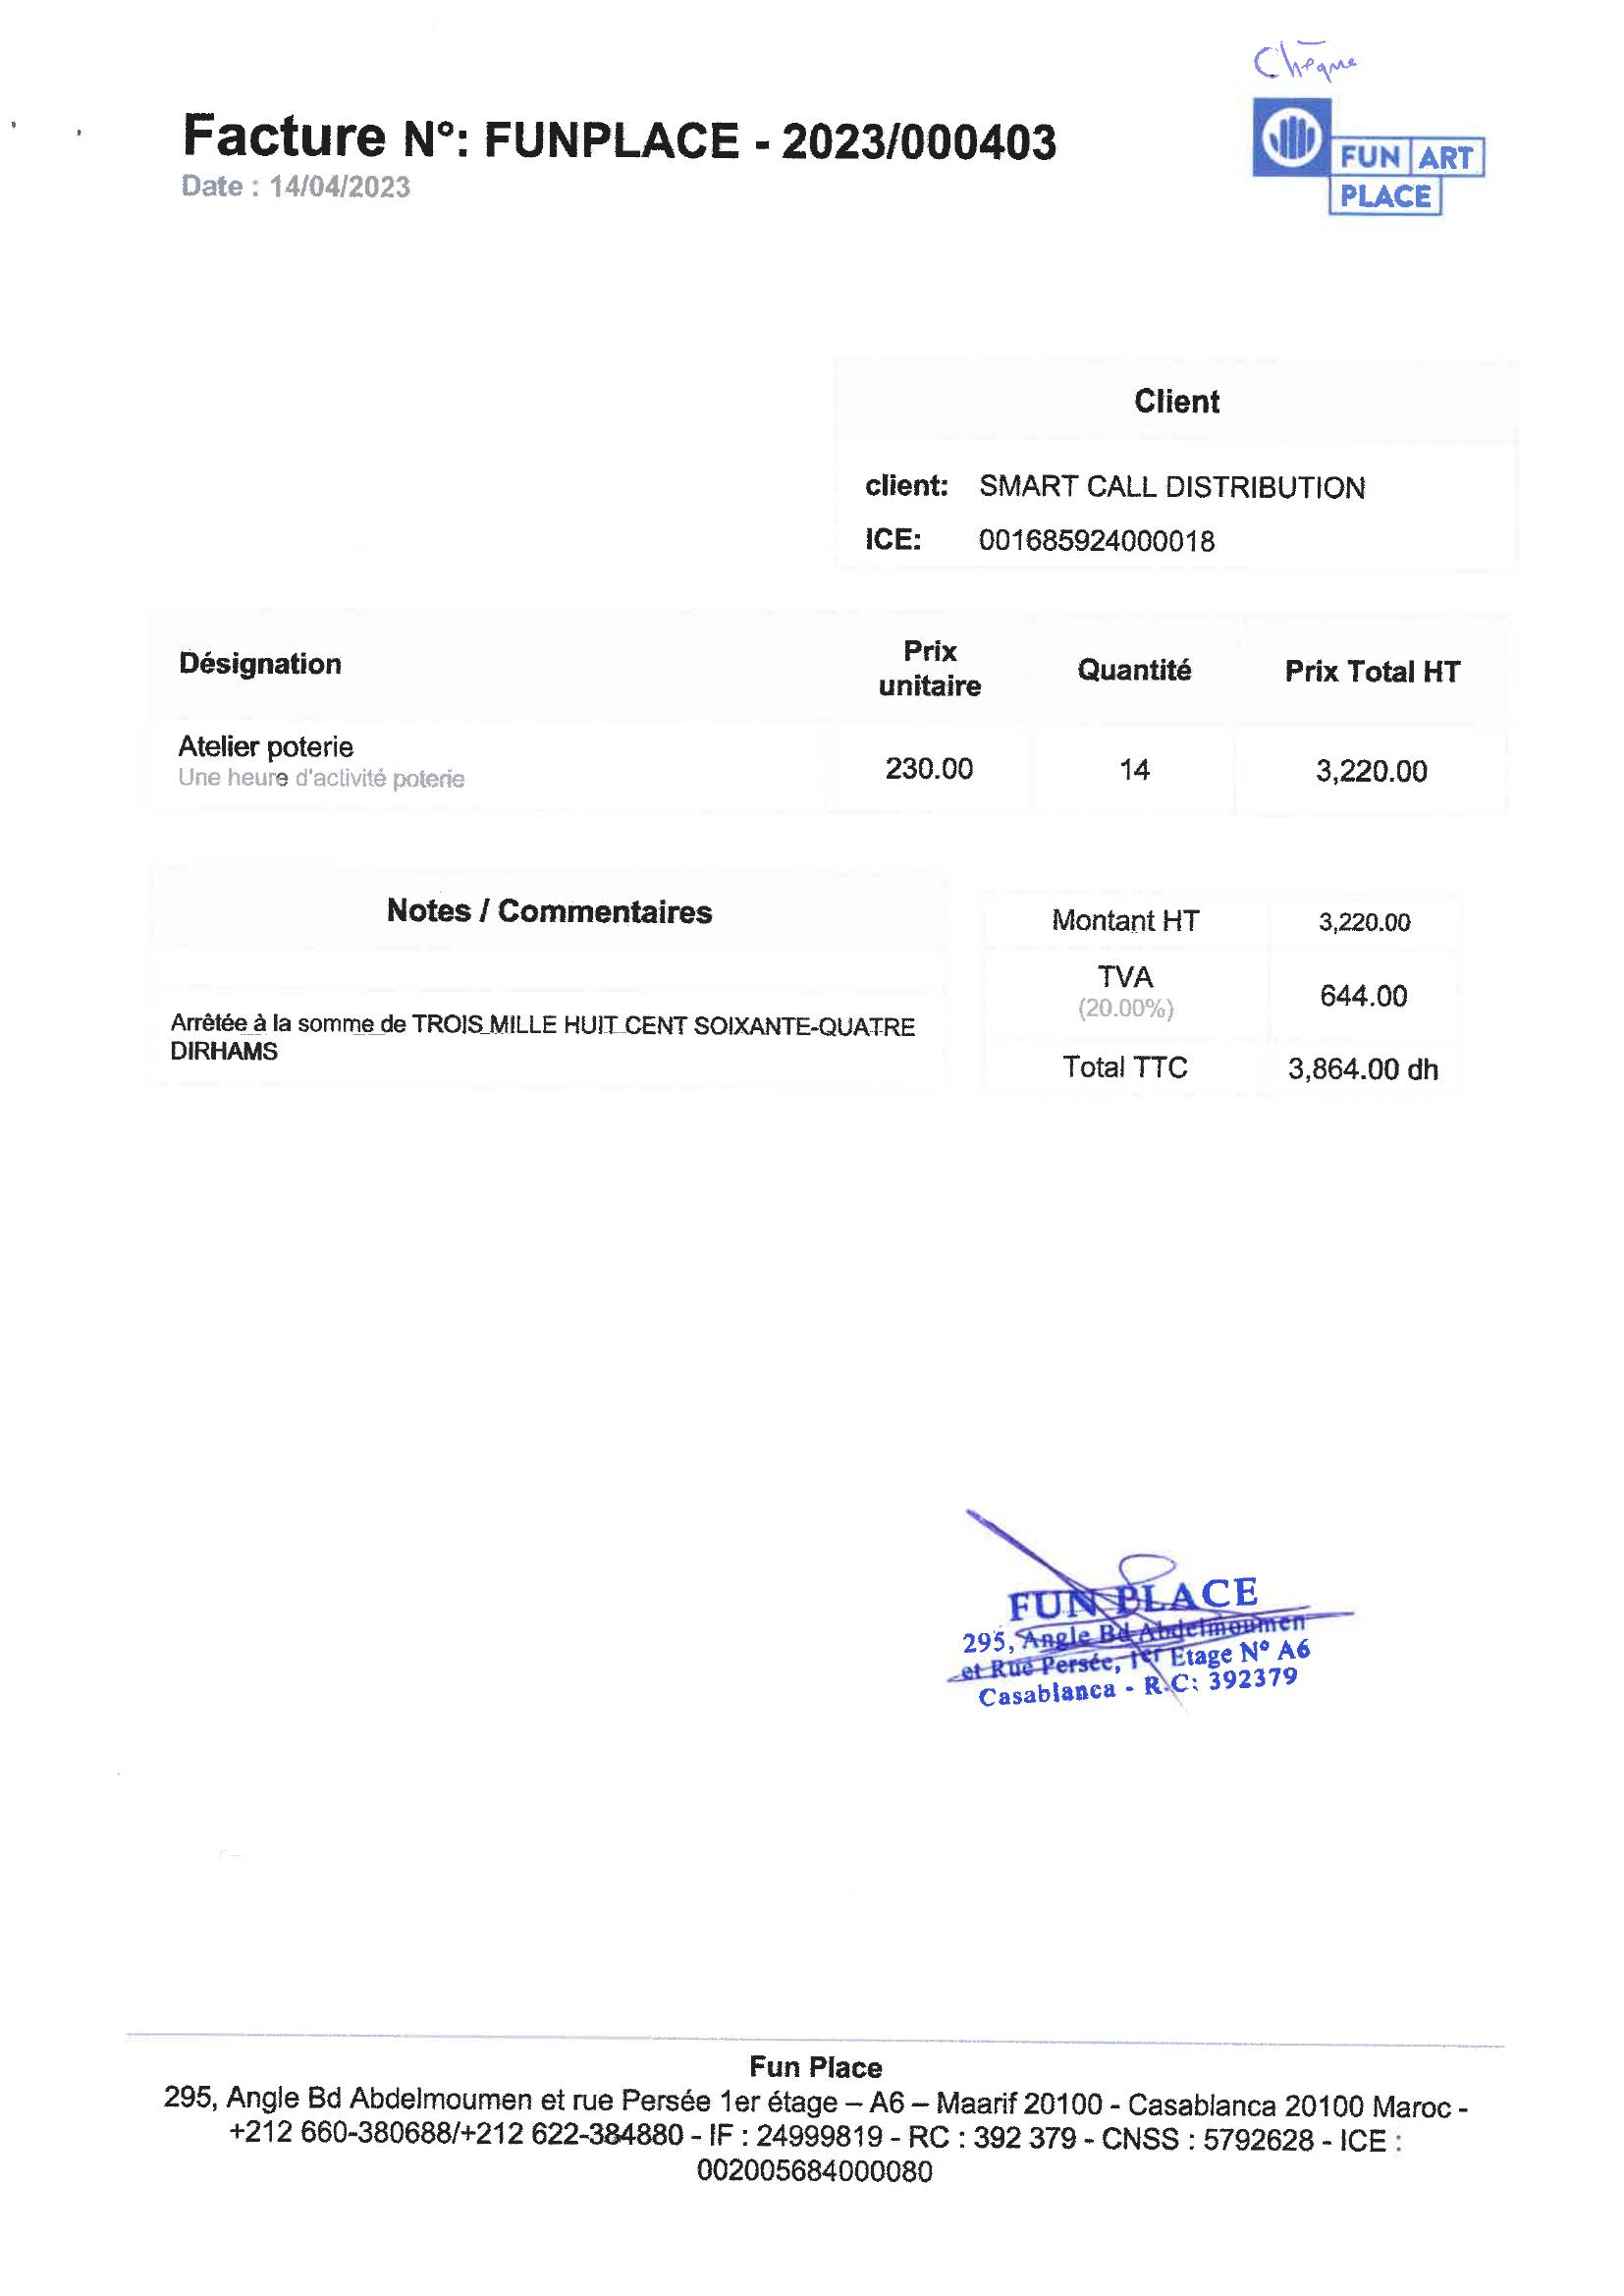 Chèque
Facture N°: FUNPLACE - 2023/000403
Date : 14/04/2023
FUN ART
PLACE
Client
client: SMART CALL DISTRIBUTION
ICE: 001685924000018
Désignation Prix unitaire Quantité Prix Total HT
Atelier poterie 230.00 14 3,220.00
Une heure d'activité poterie
Notes / Commentaires
Arrêtée à la somme de TROIS MILLE HUIT CENT SOIXANTE-QUATRE
DIRHAMS
Montant HT 3,220.00
TVA
(20.00%) 644.00
Total TTC 3,864.00 dh
FUN PLACE
295, Angle Bd Abdelmoumen
et Rue Persée, 1er Etage N° A6
Casablanca - R.C: 392379
Fun Place
295, Angle Bd Abdelmoumen et rue Persée 1er étage – A6 – Maarif 20100 - Casablanca 20100 Maroc -
+212 660-380688/+212 622-384880 - IF : 24999819 - RC : 392 379 - CNSS : 5792628 - ICE :
002005684000080